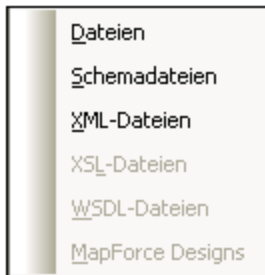 Dateien
Schemadateien
XML-Dateien
XSL-Dateien
WSDL-Dateien
MapForce Designs